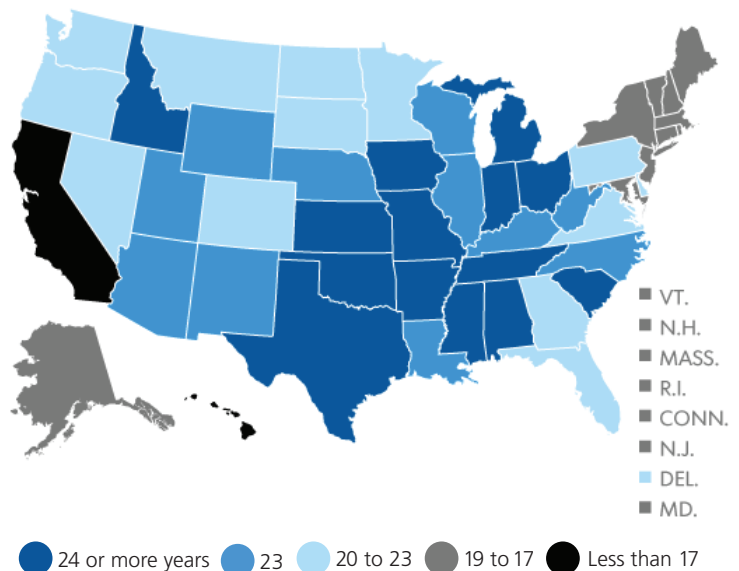 VT.
N.H.
MASS.
R.I.
CONN.
N.J.
DEL.
MD.
24 or more years 23 20 to 23 19 to 17 Less than 17